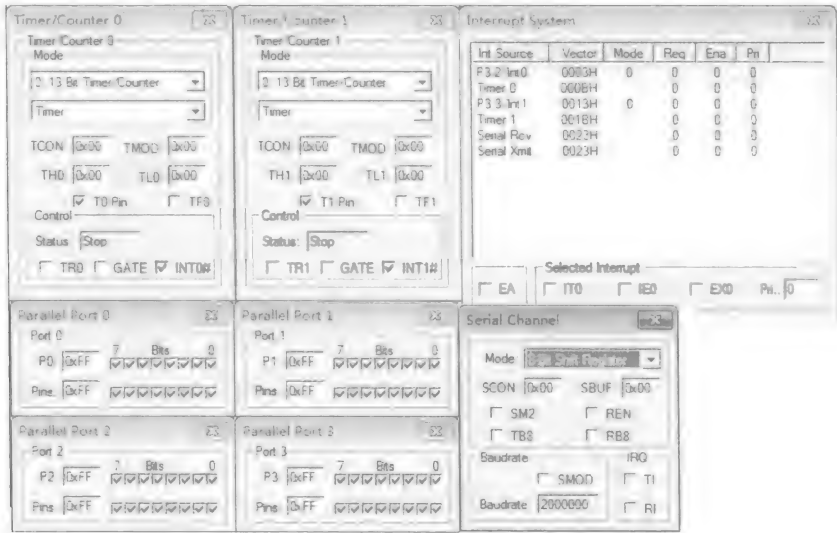 Timer/Counter 0
Timer Counter 0
Mode
0: 13 Bit Timer/Counter
Timer
TCON 0x00 TMOD 0x00
TH0 0x00 TL0 0x00
T0 Pin TF0
Control
Status Stop
TR0 GATE INT0#
Timer/Counter 1
Timer Counter 1
Mode
0: 13 Bit Timer/Counter
Timer
TCON 0x00 TMOD 0x00
TH1 0x00 TL1 0x00
T1 Pin TF1
Control
Status: Stop
TR1 GATE INT1#
Interrupt System
Int Source Vector Mode Req Ena Pri
P3.2 Int0 0003H 0 0 0 0
Timer 0 000BH 0 0 0
P3.3 Int1 0013H 0 0 0 0
Timer 1 001BH 0 0 0
Serial Rcv 0023H 0 0 0
Serial Xmit 0023H 0 0 0
Selected Interrupt
EA IT0 IE0 EX0 Pri.: 0
Parallel Port 0
Port 0
7 Bits 0
P0 0xFF
Pins 0xFF
Parallel Port 1
Port 1
7 Bits 0
P1 0xFF
Pins 0xFF
Serial Channel
Mode 8-Bit Shift Register
SCON 0x00 SBUF 0x00
SM2 REN
TB8 RB8
Baudrate IRQ
SMOD TI
Baudrate 2000000 RI
Parallel Port 2
Port 2
7 Bits 0
P2 0xFF
Pins 0xFF
Parallel Port 3
Port 3
7 Bits 0
P3 0xFF
Pins 0xFF